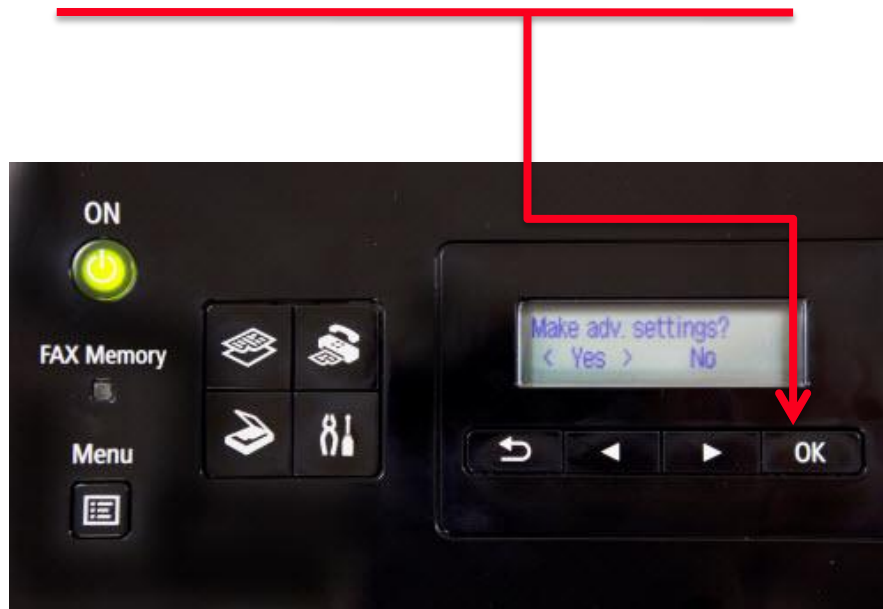 ON
FAX Memory
Menu
Make adv. settings?
< Yes > No
OK